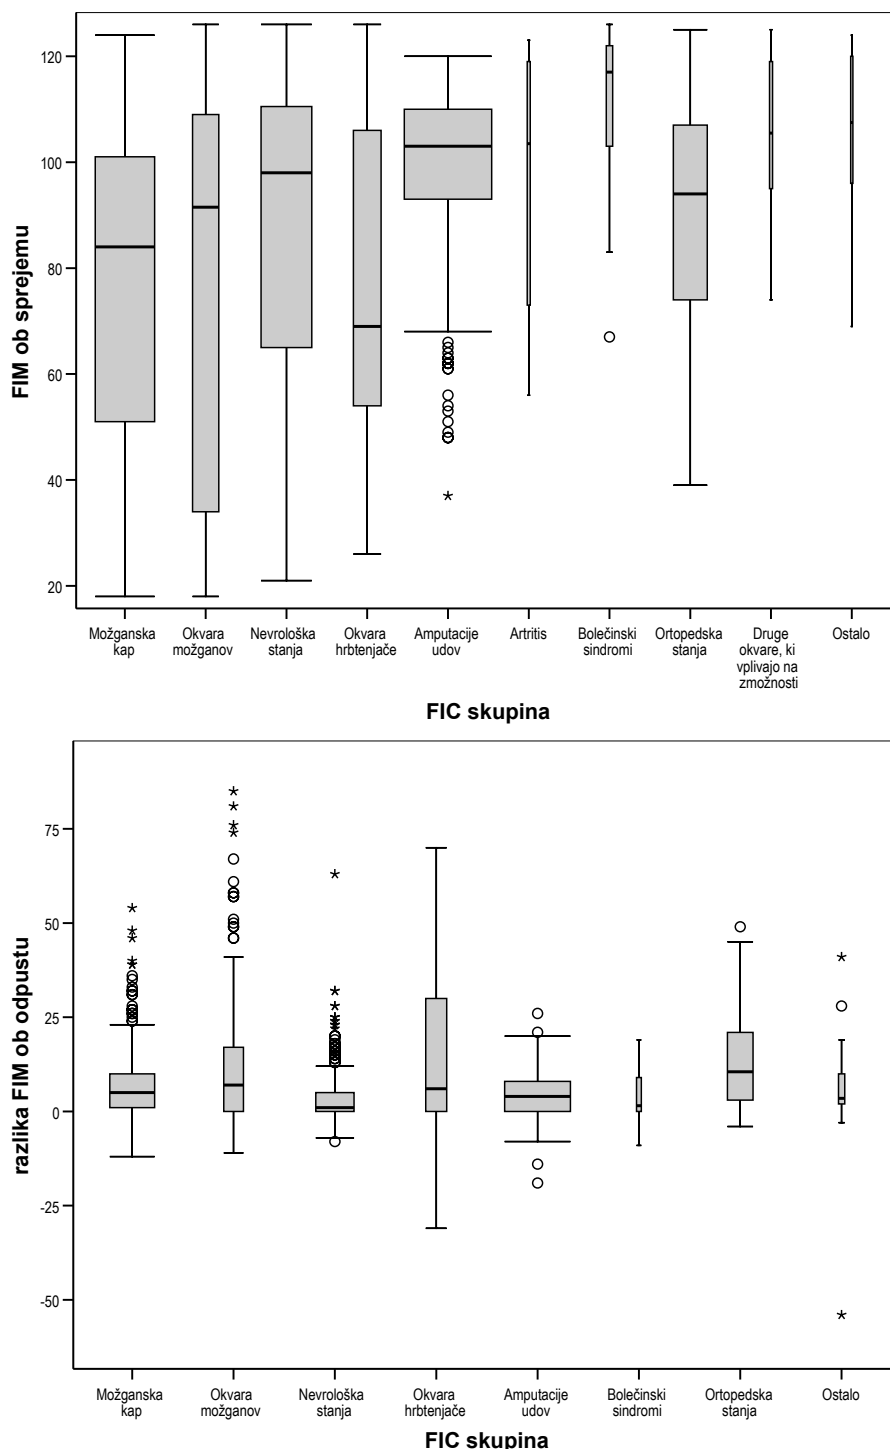 FIM ob sprejemu
120
100
80
60
40
20
Možganska
kap
Okvara
možganov
Nevrološka
stanja
Okvara
hrbtenjače
Amputacije
udov
Artritis
Bolečinski
sindromi
Ortopedska
stanja
Druge
okvare, ki
vplivajo na
zmožnosti
Ostalo
FIC skupina
razlika FIM ob odpustu
75
50
25
0
-25
-50
Možganska
kap
Okvara
možganov
Nevrološka
stanja
Okvara
hrbtenjače
Amputacije
udov
Bolečinski
sindromi
Ortopedska
stanja
Ostalo
FIC skupina